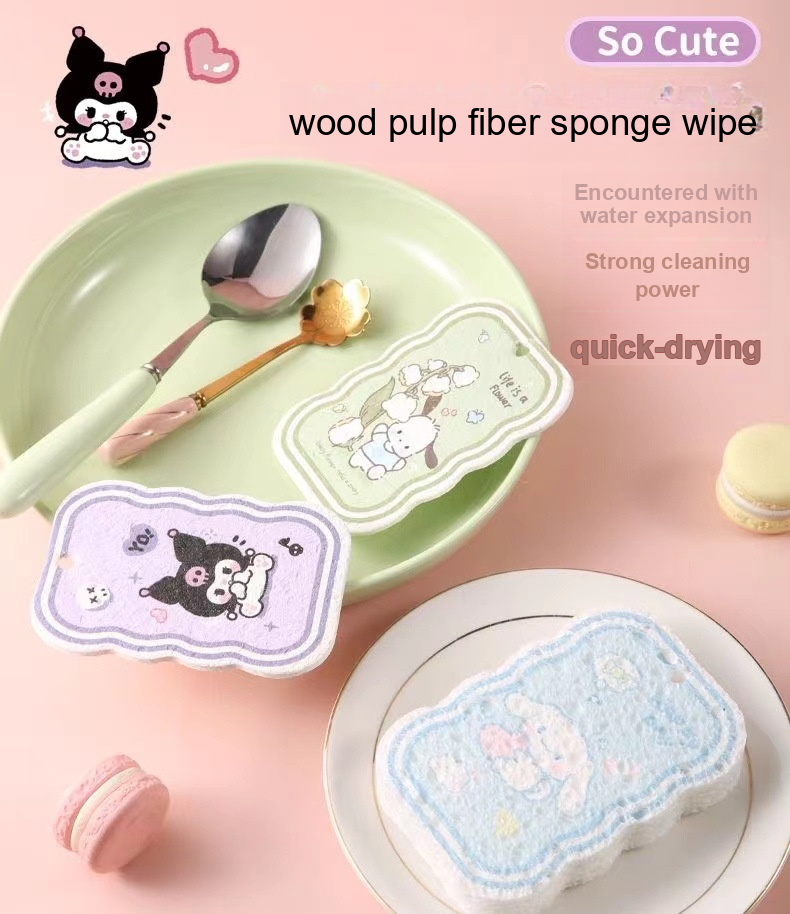 So Cute
wood pulp fiber sponge wipe
Encountered with
water expansion
Strong cleaning
power
quick-drying
life is a
flower
YO!